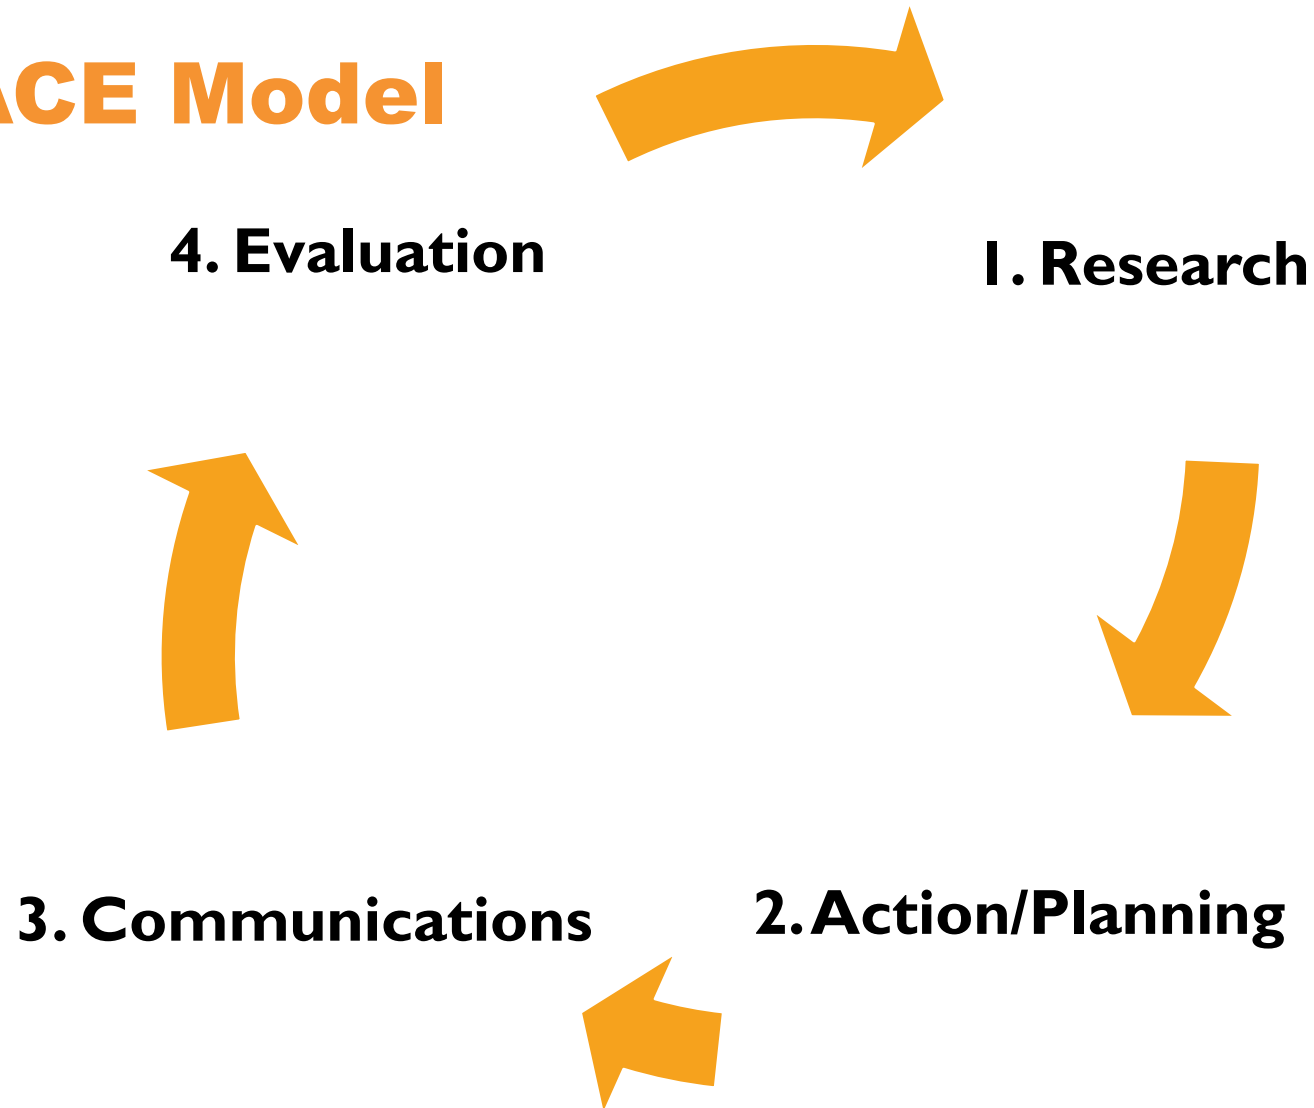 ACE Model
4. Evaluation
1. Research
3. Communications
2. Action/Planning